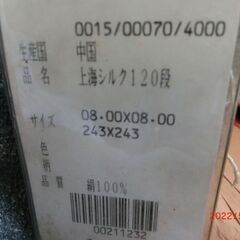 0015/00070/4000
生産国 中国
品名 上海シルク120段
サイズ 08.00X08.00
243X243
色
柄
品質 絹100%
00211232